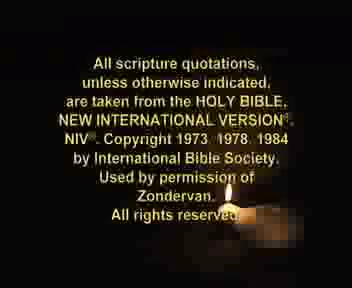 All scripture quotations,
unless otherwise indicated,
are taken from the HOLY BIBLE,
NEW INTERNATIONAL VERSION®.
NIV®. Copyright 1973, 1978, 1984
by International Bible Society.
Used by permission of
Zondervan.
All rights reserved.